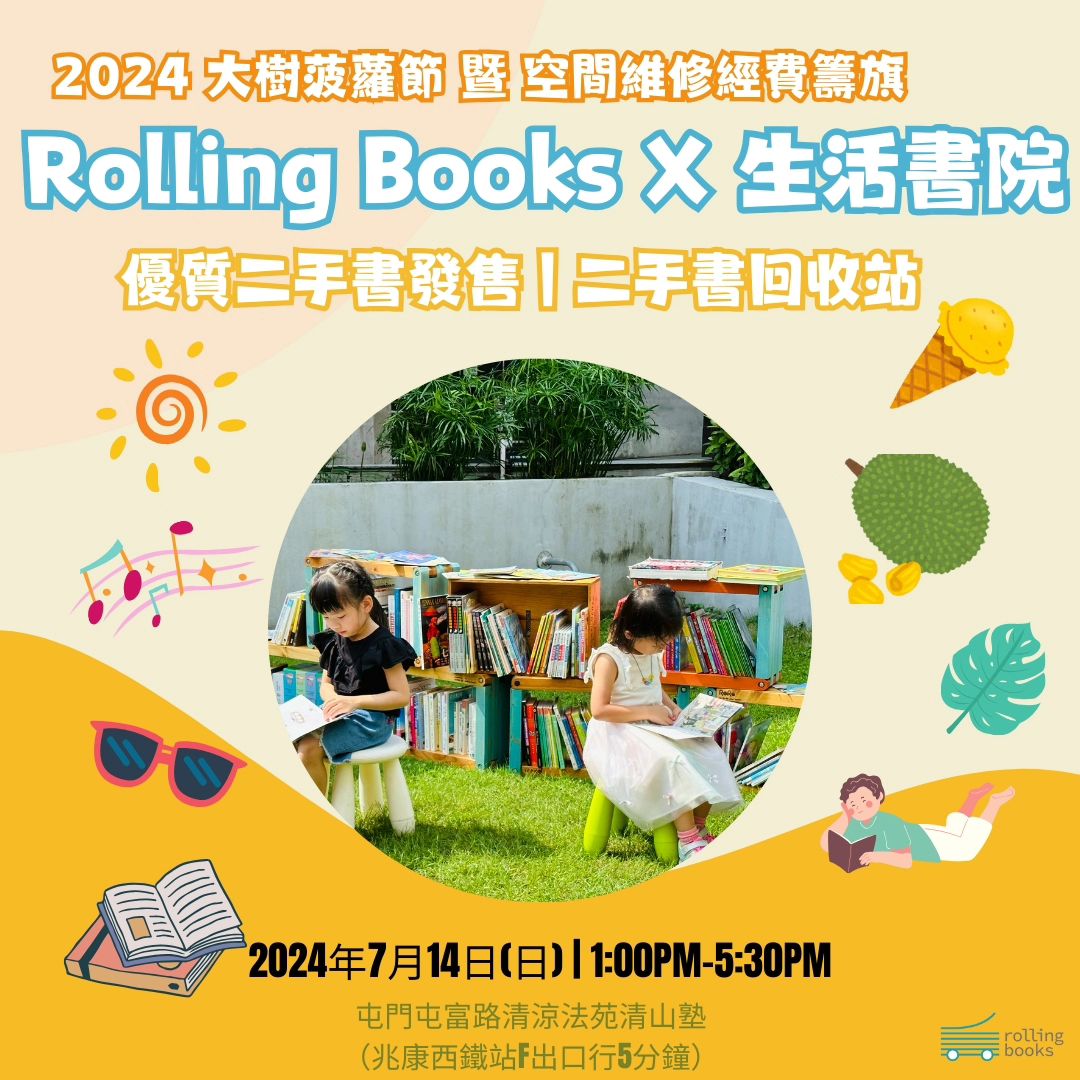 2024 大樹菠蘿節 暨 空間維修經費籌旗
Rolling Books X 生活書院
優質二手書發售 | 二手書回收站
2024年7月14日(日) | 1:00PM-5:30PM
屯門屯富路清涼法苑清山塾
(兆康西鐵站F出口行5分鐘)
rolling
books